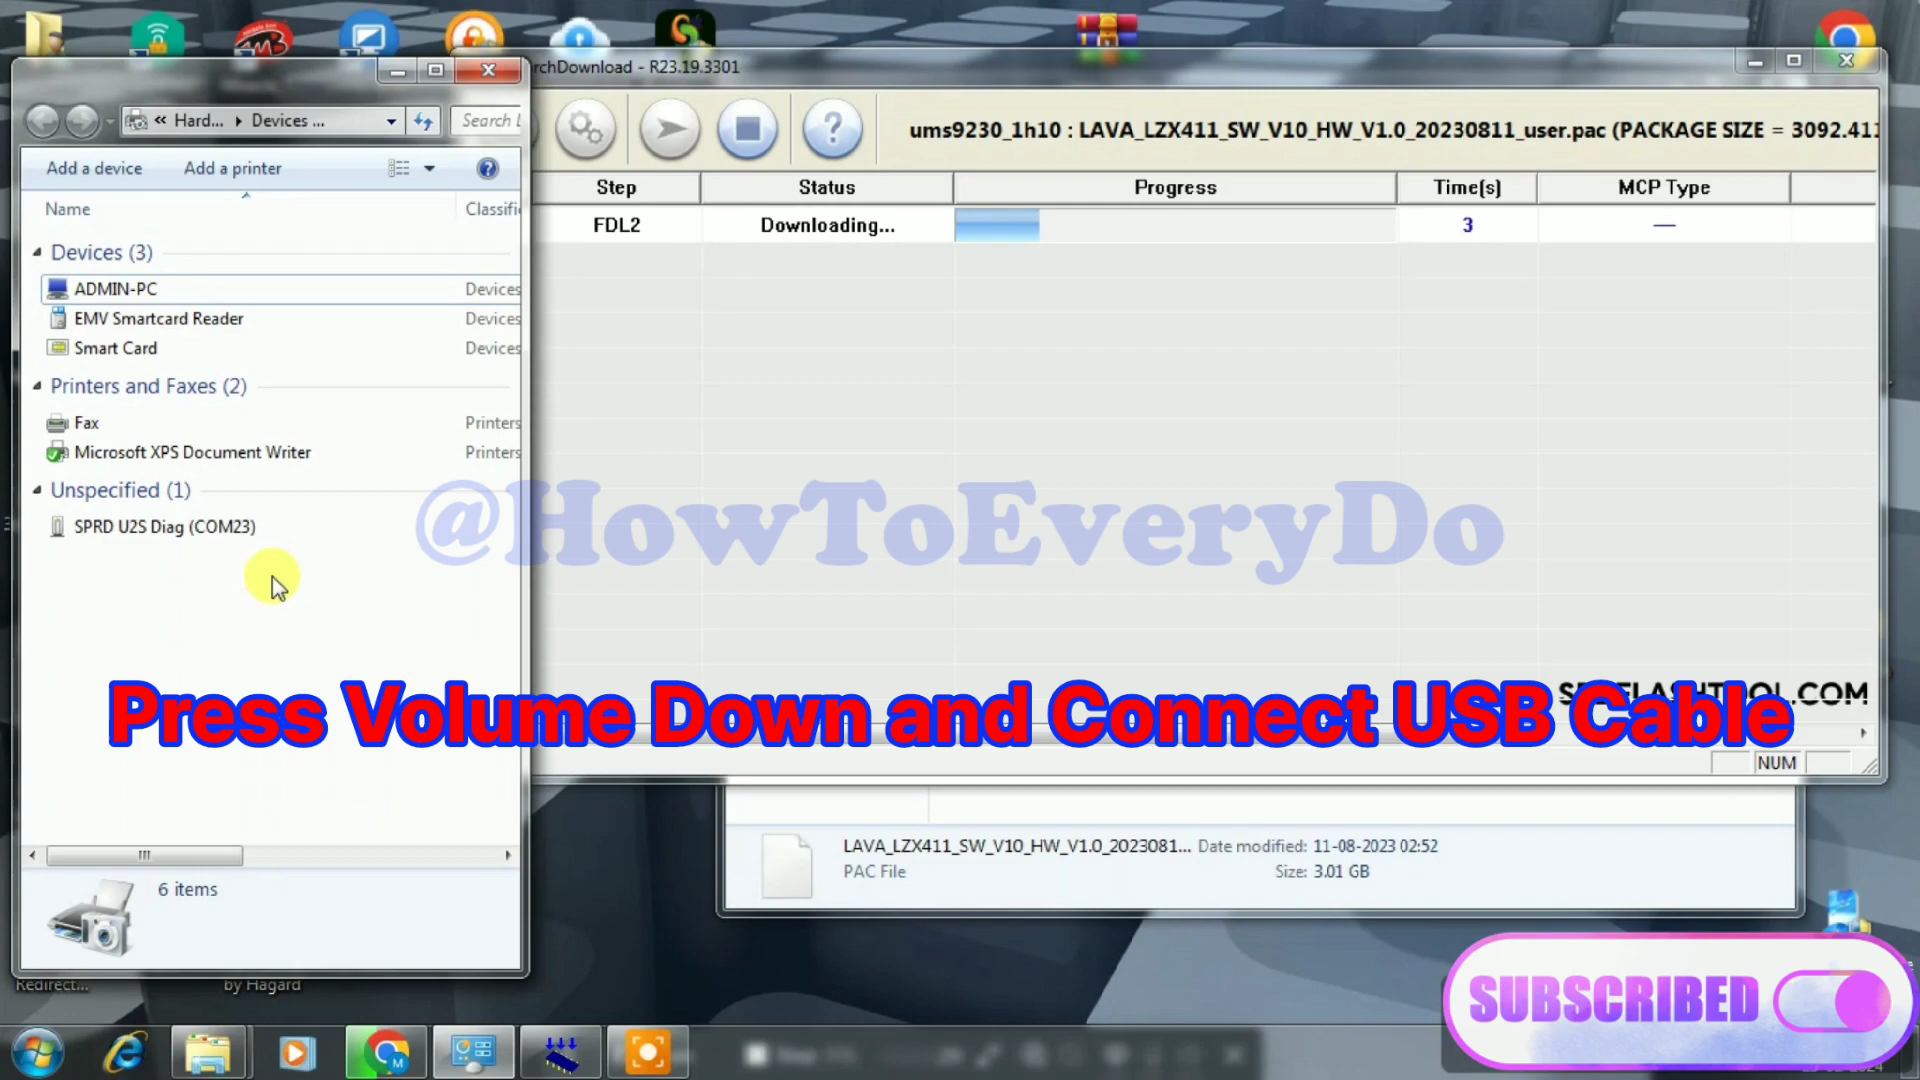 rchDownload - R23.19.3301
Hard... Devices ...
Search
Add a device Add a printer
Name Classifi
Devices (3)
ADMIN-PC Devices
EMV Smartcard Reader Devices
Smart Card Devices
Printers and Faxes (2)
Fax Printers
Microsoft XPS Document Writer Printers
Unspecified (1)
SPRD U2S Diag (COM23)
6 items
ums9230_1h10 : LAVA_LZX411_SW_V10_HW_V1.0_20230811_user.pac (PACKAGE SIZE = 3092.411
Step Status Progress Time(s) MCP Type
FDL2 Downloading... 3 —
@HowToEveryDo
Press Volume Down and Connect USB Cable
NUM
LAVA_LZX411_SW_V10_HW_V1.0_2023081... Date modified: 11-08-2023 02:52
PAC File Size: 3.01 GB
Redirect... by Hagard
SUBSCRIBED